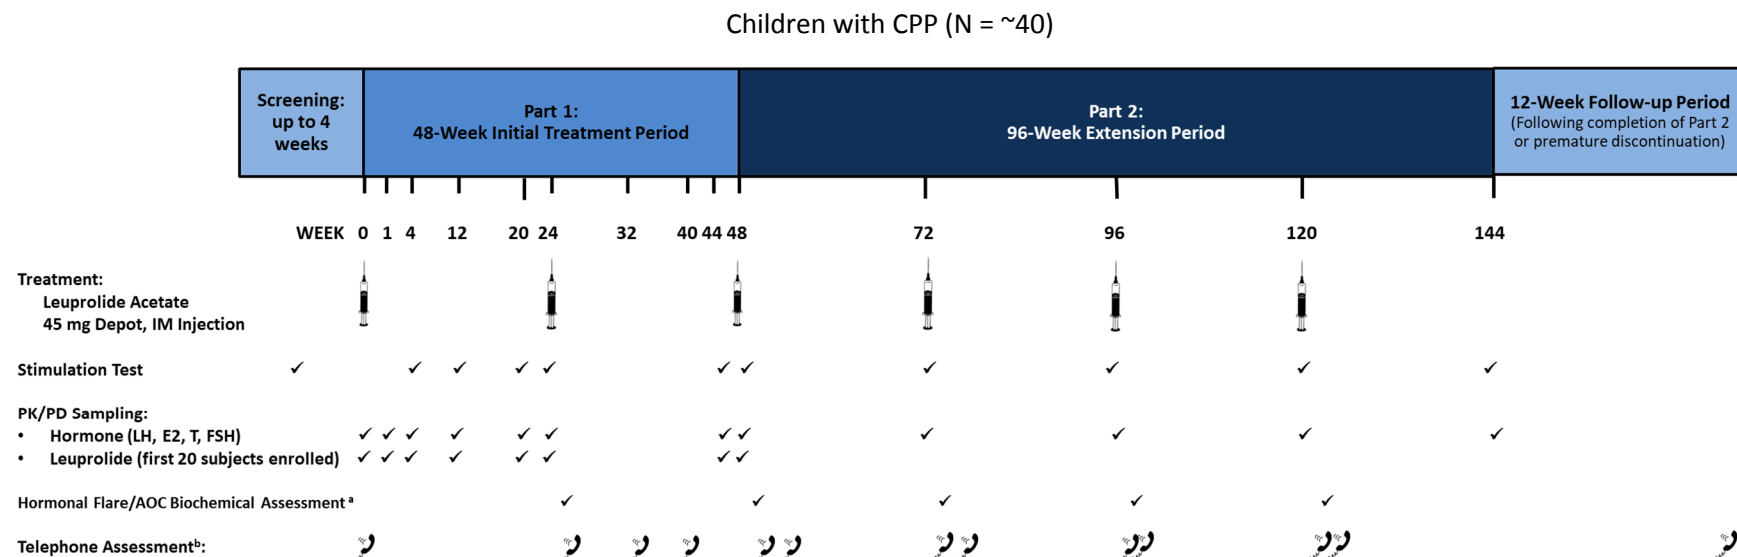 Children with CPP (N = ~40)
Screening:
up to 4
weeks
Part 1:
48-Week Initial Treatment Period
Part 2:
96-Week Extension Period
12-Week Follow-up Period
(Following completion of Part 2
or premature discontinuation)
WEEK 0 1 4 12 20 24 32 40 44 48 72 96 120 144
Treatment:
Leuprolide Acetate
45 mg Depot, IM Injection
Stimulation Test ✓ ✓ ✓ ✓ ✓ ✓ ✓ ✓ ✓ ✓ ✓
PK/PD Sampling:
• Hormone (LH, E2, T, FSH) ✓ ✓ ✓ ✓ ✓ ✓ ✓ ✓ ✓ ✓ ✓ ✓
• Leuprolide (first 20 subjects enrolled) ✓ ✓ ✓ ✓ ✓ ✓ ✓ ✓
Hormonal Flare/AOC Biochemical Assessment ª ✓ ✓ ✓ ✓ ✓
Telephone Assessmentᵇ: